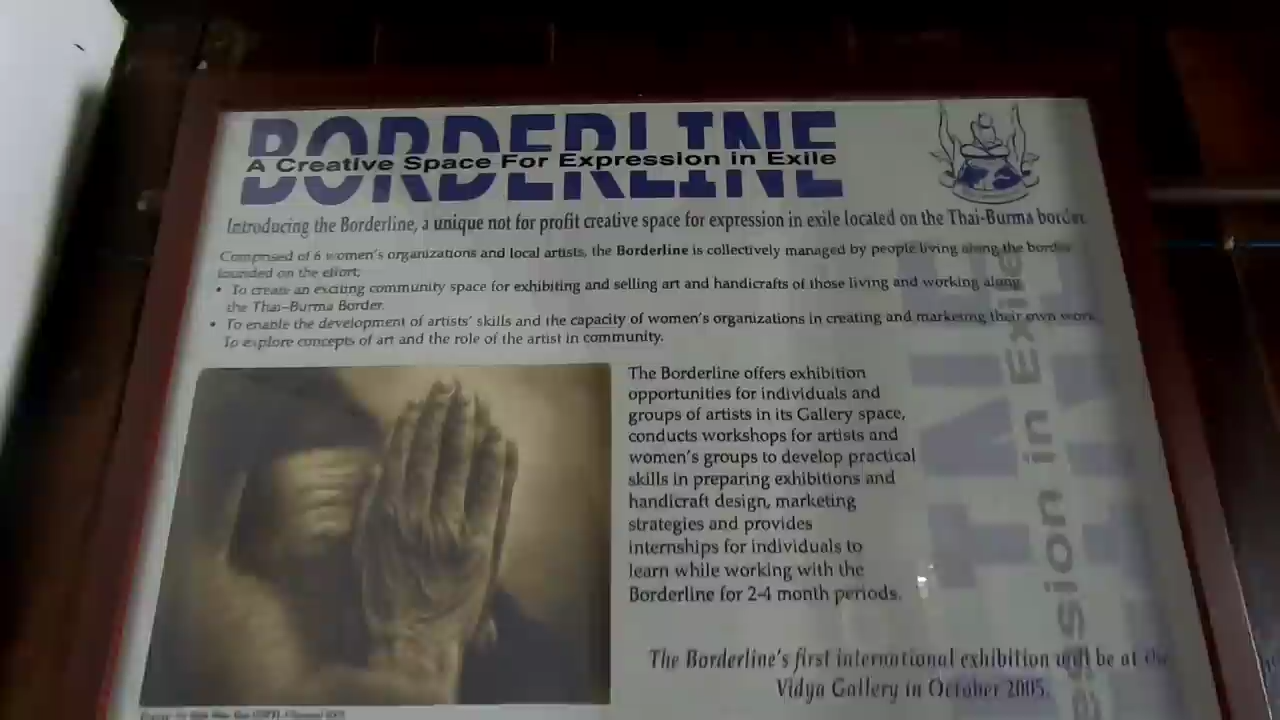 BORDERLINE
A Creative Space For Expression in Exile
Introducing the Borderline, a unique not for profit creative space for expression in exile located on the Thai-Burma border.
Comprised of 6 women's organizations and local artists, the Borderline is collectively managed by people living along the border
founded on the effort;
• To create an exciting community space for exhibiting and selling art and handicrafts of those living and working along
the Thai-Burma Border.
• To enable the development of artists' skills and the capacity of women's organizations in creating and marketing their own work
To explore concepts of art and the role of the artist in community.
The Borderline offers exhibition
opportunities for individuals and
groups of artists in its Gallery space,
conducts workshops for artists and
women's groups to develop practical
skills in preparing exhibitions and
handicraft design, marketing
strategies and provides
internships for individuals to
learn while working with the
Borderline for 2-4 month periods.
The Borderline's first international exhibition will be at the
Vidya Gallery in October 2005.
ession in Exile